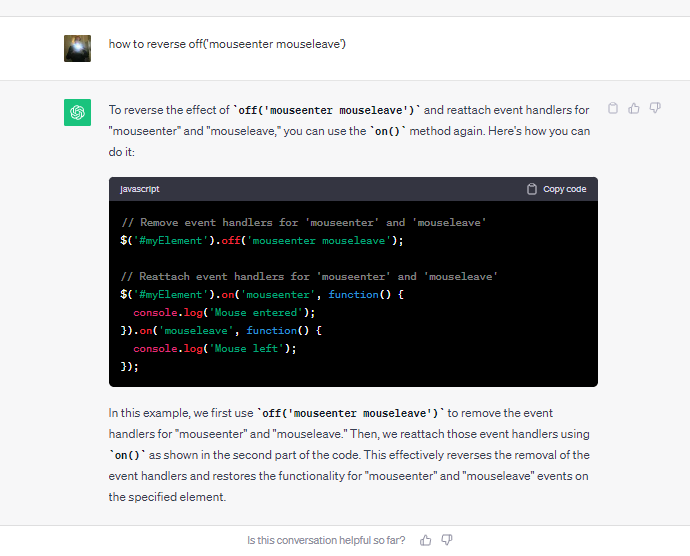 how to reverse off('mouseenter mouseleave')
To reverse the effect of `off('mouseenter mouseleave')` and reattach event handlers for
"mouseenter" and "mouseleave," you can use the `on()` method again. Here's how you can
do it:
javascript
Copy code
// Remove event handlers for 'mouseenter' and 'mouseleave'
$('#myElement').off('mouseenter mouseleave');
// Reattach event handlers for 'mouseenter' and 'mouseleave'
$('#myElement').on('mouseenter', function() {
console.log('Mouse entered');
}).on('mouseleave', function() {
console.log('Mouse left');
});
In this example, we first use `off('mouseenter mouseleave')` to remove the event
handlers for "mouseenter" and "mouseleave." Then, we reattach those event handlers using
`on()` as shown in the second part of the code. This effectively reverses the removal of the
event handlers and restores the functionality for "mouseenter" and "mouseleave" events on
the specified element.
Is this conversation helpful so far?